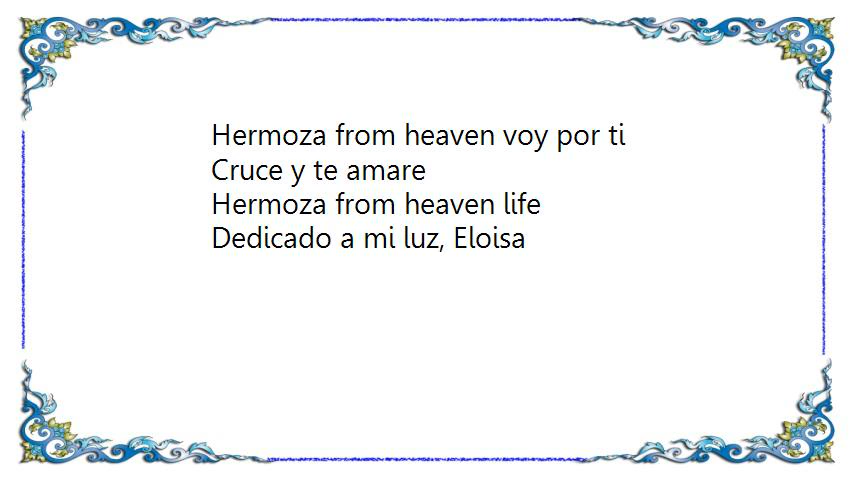 Hermoza from heaven voy por ti
Cruce y te amare
Hermoza from heaven life
Dedicado a mi luz, Eloisa